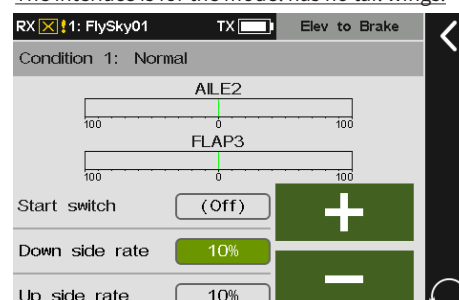 The interface is for the model has no tail wings.
RX !1: FlySky01 TX Elev to Brake
Condition 1: Normal
AILE2
100 0 100
FLAP3
100 0 100
Start switch (Off)
+
Down side rate 10%
−
Up side rate 10%